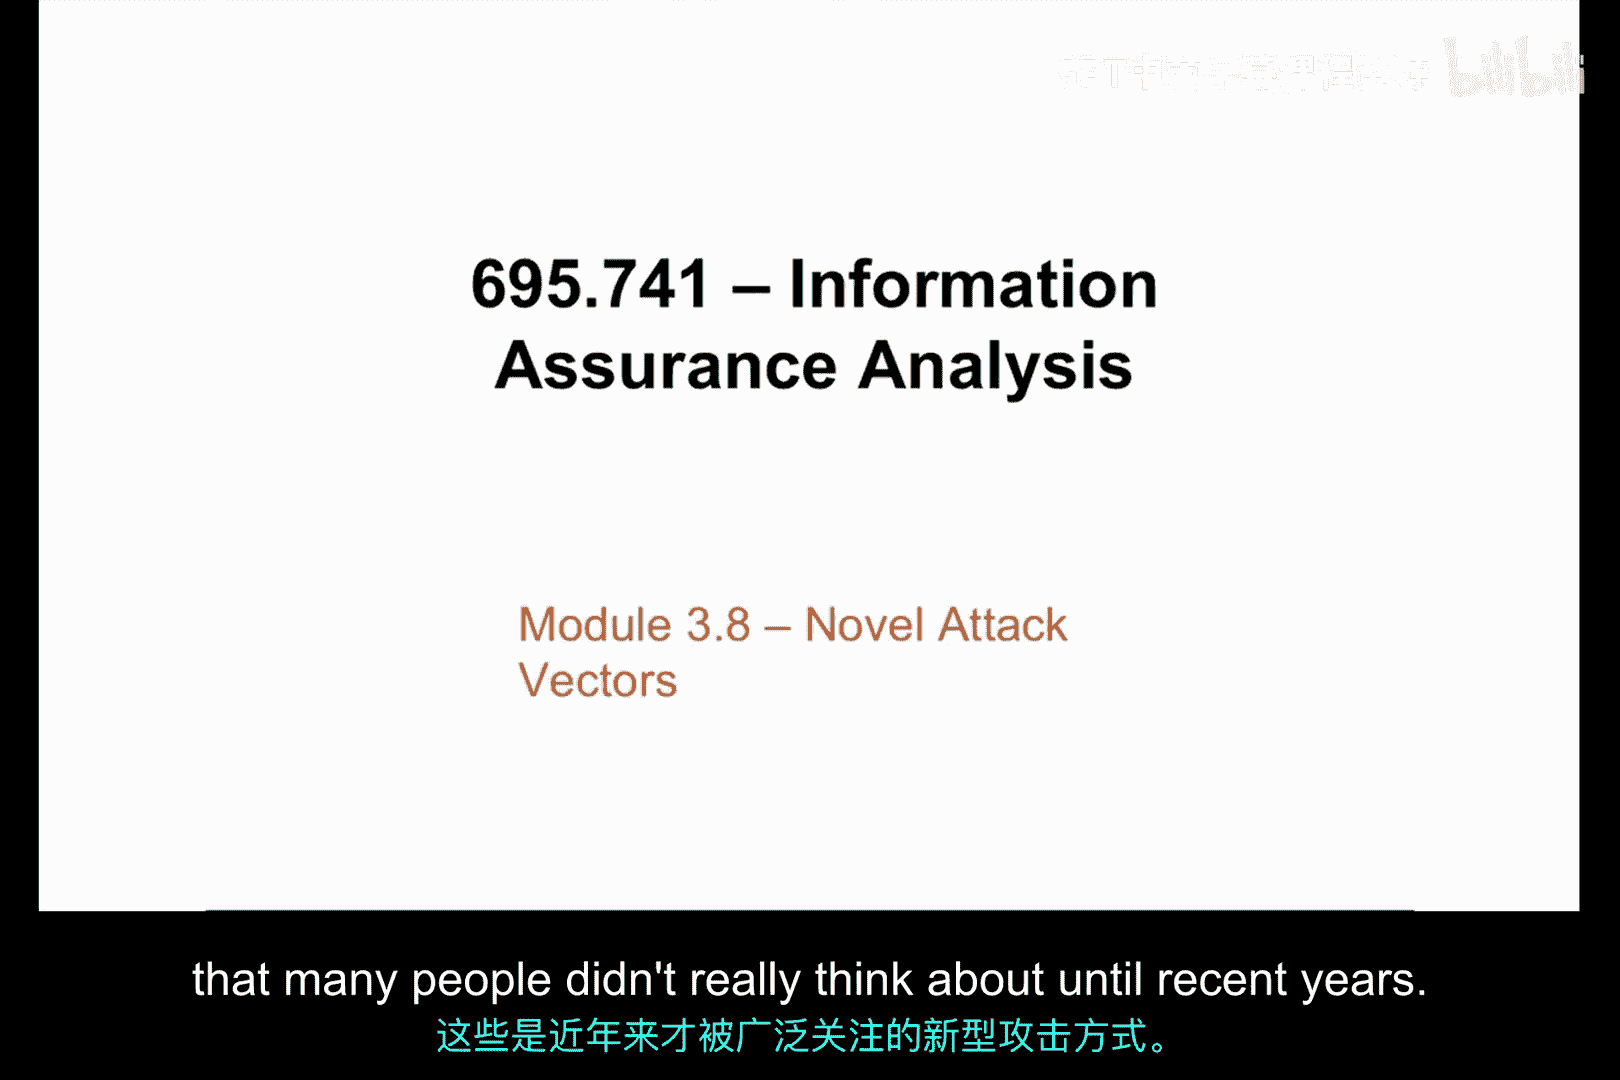 bilibili
695.741 – Information
Assurance Analysis
Module 3.8 – Novel Attack
Vectors
that many people didn't really think about until recent years.
这些是近年来才被广泛关注的新型攻击方式。